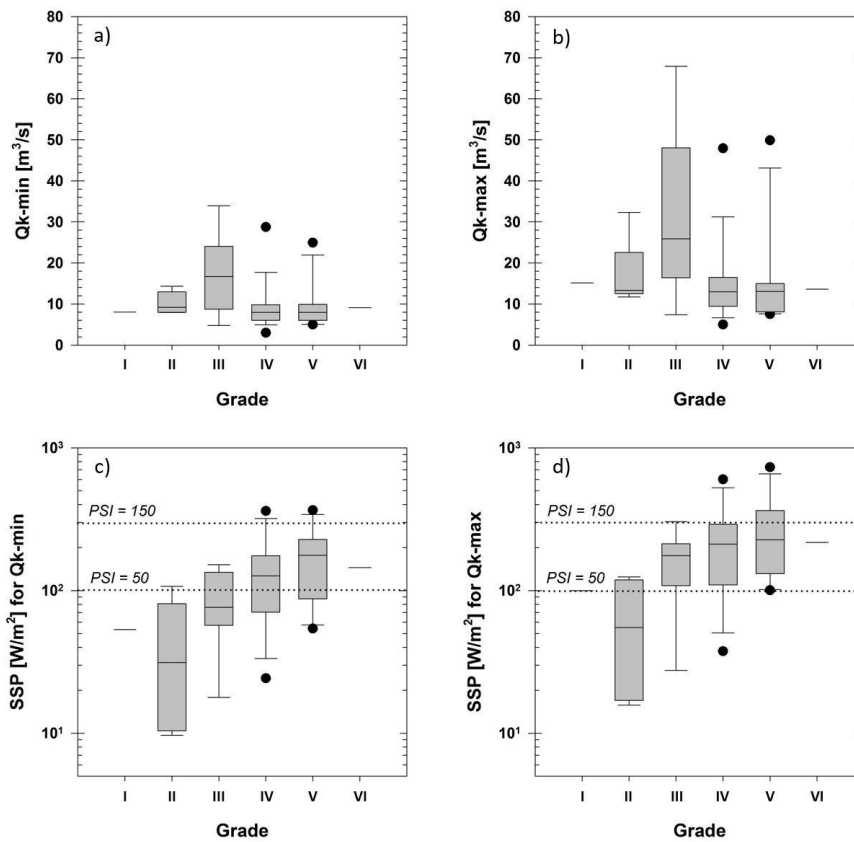 a)
Qk-min [m³/s]
80
70
60
50
40
30
20
10
0
I II III IV V VI
Grade
b)
Qk-max [m³/s]
80
70
60
50
40
30
20
10
0
I II III IV V VI
Grade
c)
SSP [W/m²] for Qk-min
10³
PSI = 150
PSI = 50
10²
10¹
I II III IV V VI
Grade
d)
SSP [W/m²] for Qk-max
10³
PSI = 150
PSI = 50
10²
10¹
I II III IV V VI
Grade